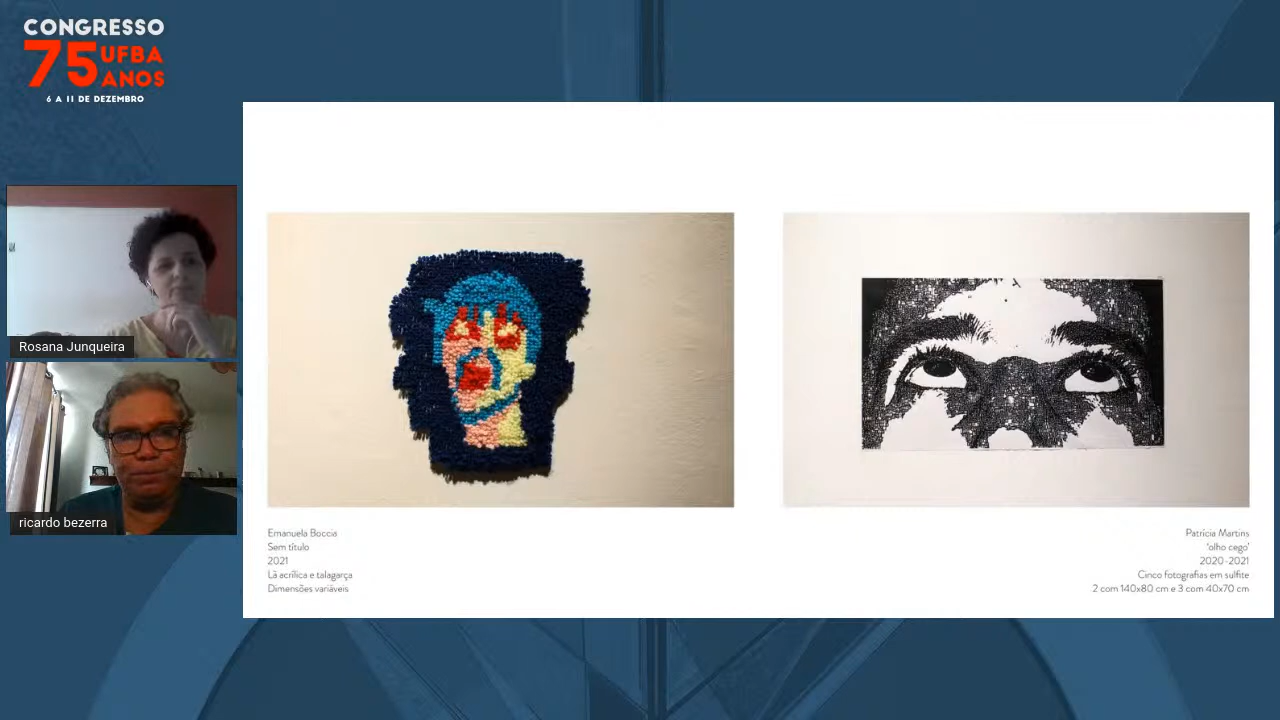 CONGRESSO
75 UFBA
ANOS
6 A 11 DE DEZEMBRO
Rosana Junqueira
ricardo bezerra
Emanuela Boccia
Sem título
2021
Lã acrílica e talagarça
Dimensões variáveis
Patrícia Martins
'olho cego'
2020-2021
Cinco fotografias em sulfite
2 com 140x80 cm e 3 com 40x70 cm